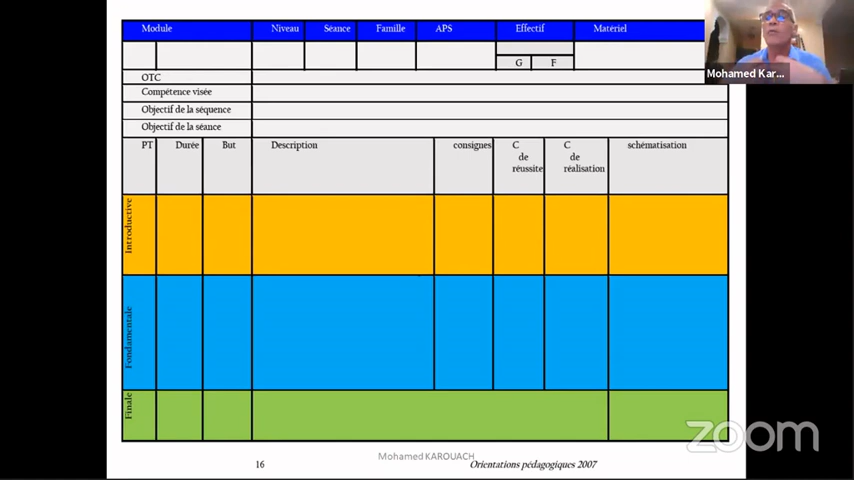 Module Niveau Séance Famille APS Effectif Matériel
G F
OTC
Compétence visée
Objectif de la séquence
Objectif de la séance
PT Durée But Description consignes C de réussite C de réalisation schématisation
Introductive
Fondamentale
Finale
Mohamed Kar...
zoom
Mohamed KAROUACH
16 Orientations pédagogiques 2007